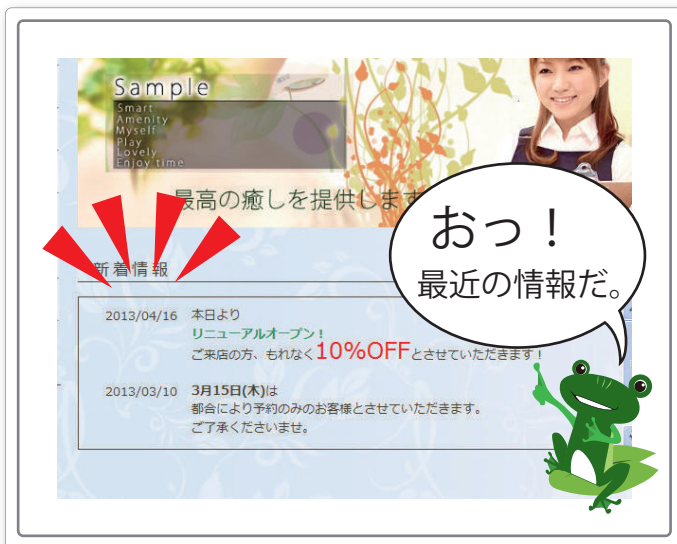 Sample
Smart
Amenity
Myself
Play
Lovely
Enjoy time
最高の癒しを提供します
おっ！
最近の情報だ。
新着情報
2013/04/16 本日より
リニューアルオープン！
ご来店の方、もれなく10%OFFとさせていただきます！
2013/03/10 3月15日(木)は
都合により予約のみのお客様とさせていただきます。
ご了承くださいませ。